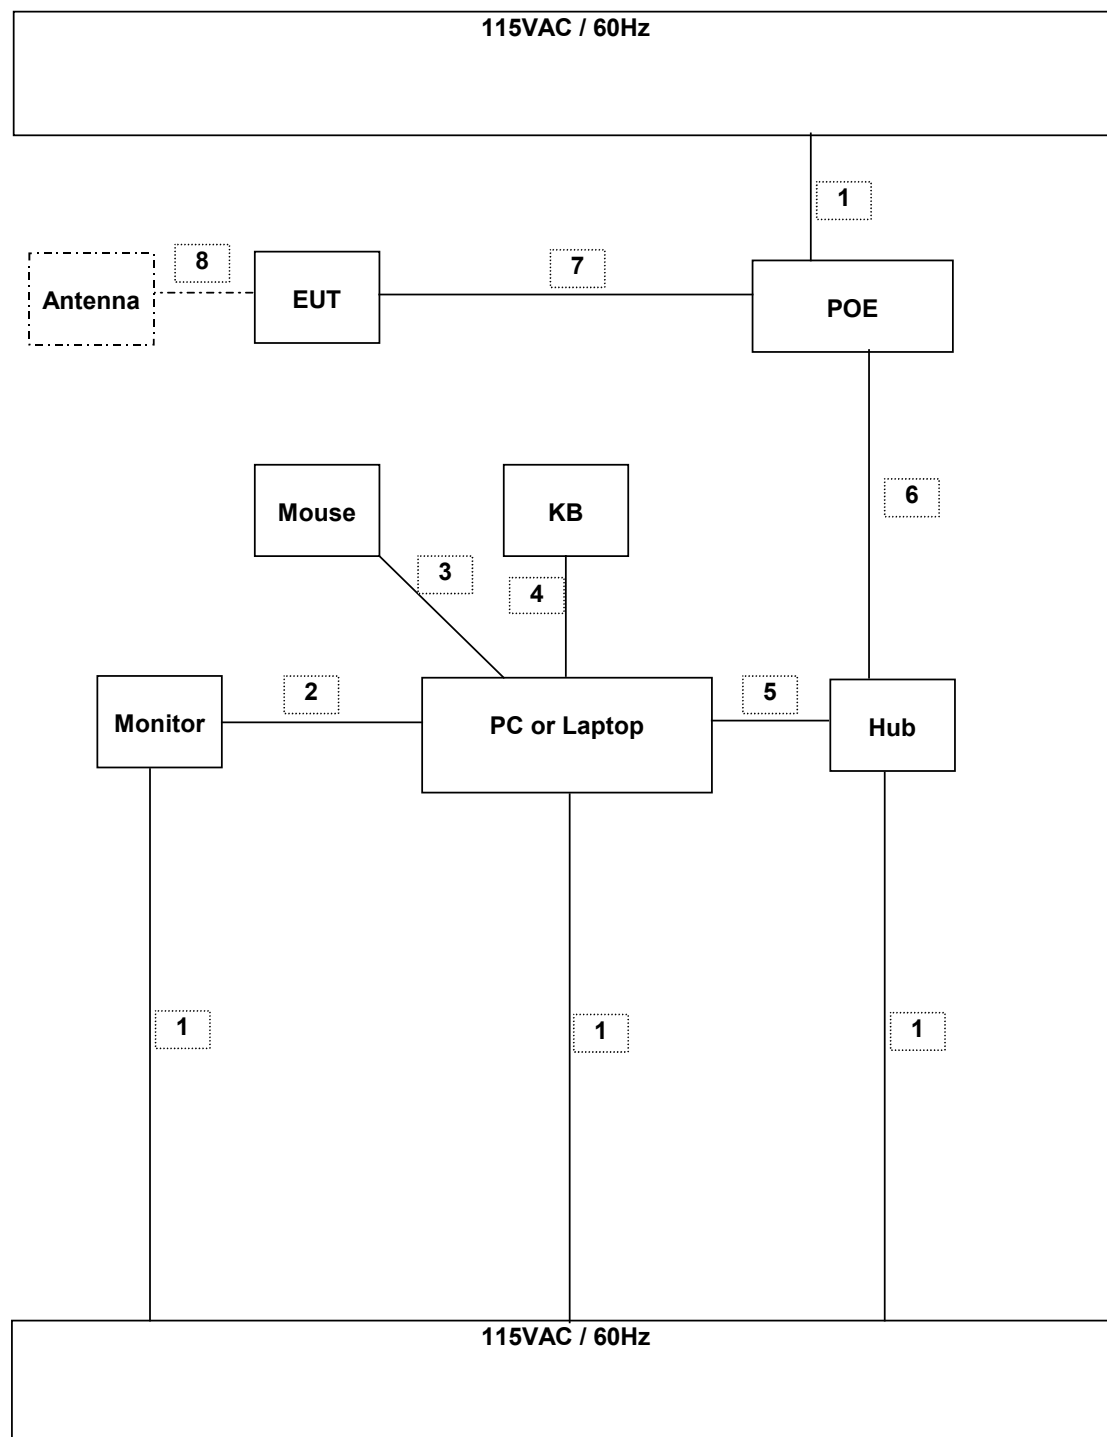 115VAC / 60Hz
1
8
7
Antenna
EUT
POE
Mouse
KB
6
3
4
2
5
Monitor
PC or Laptop
Hub
1
1
1
115VAC / 60Hz